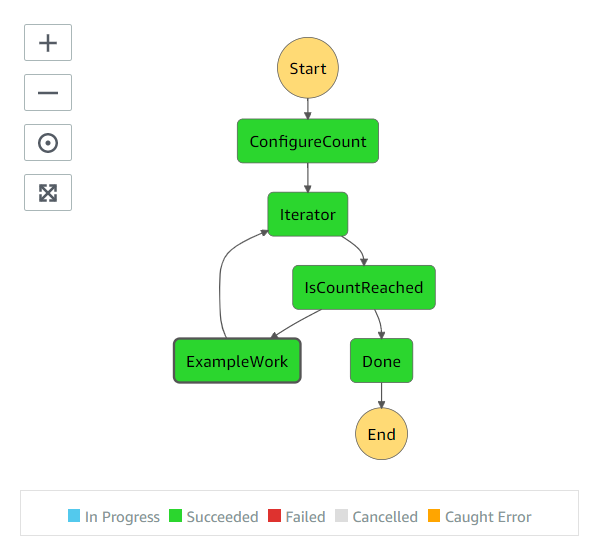 Start
ConfigureCount
Iterator
IsCountReached
ExampleWork
Done
End
In Progress Succeeded Failed Cancelled Caught Error